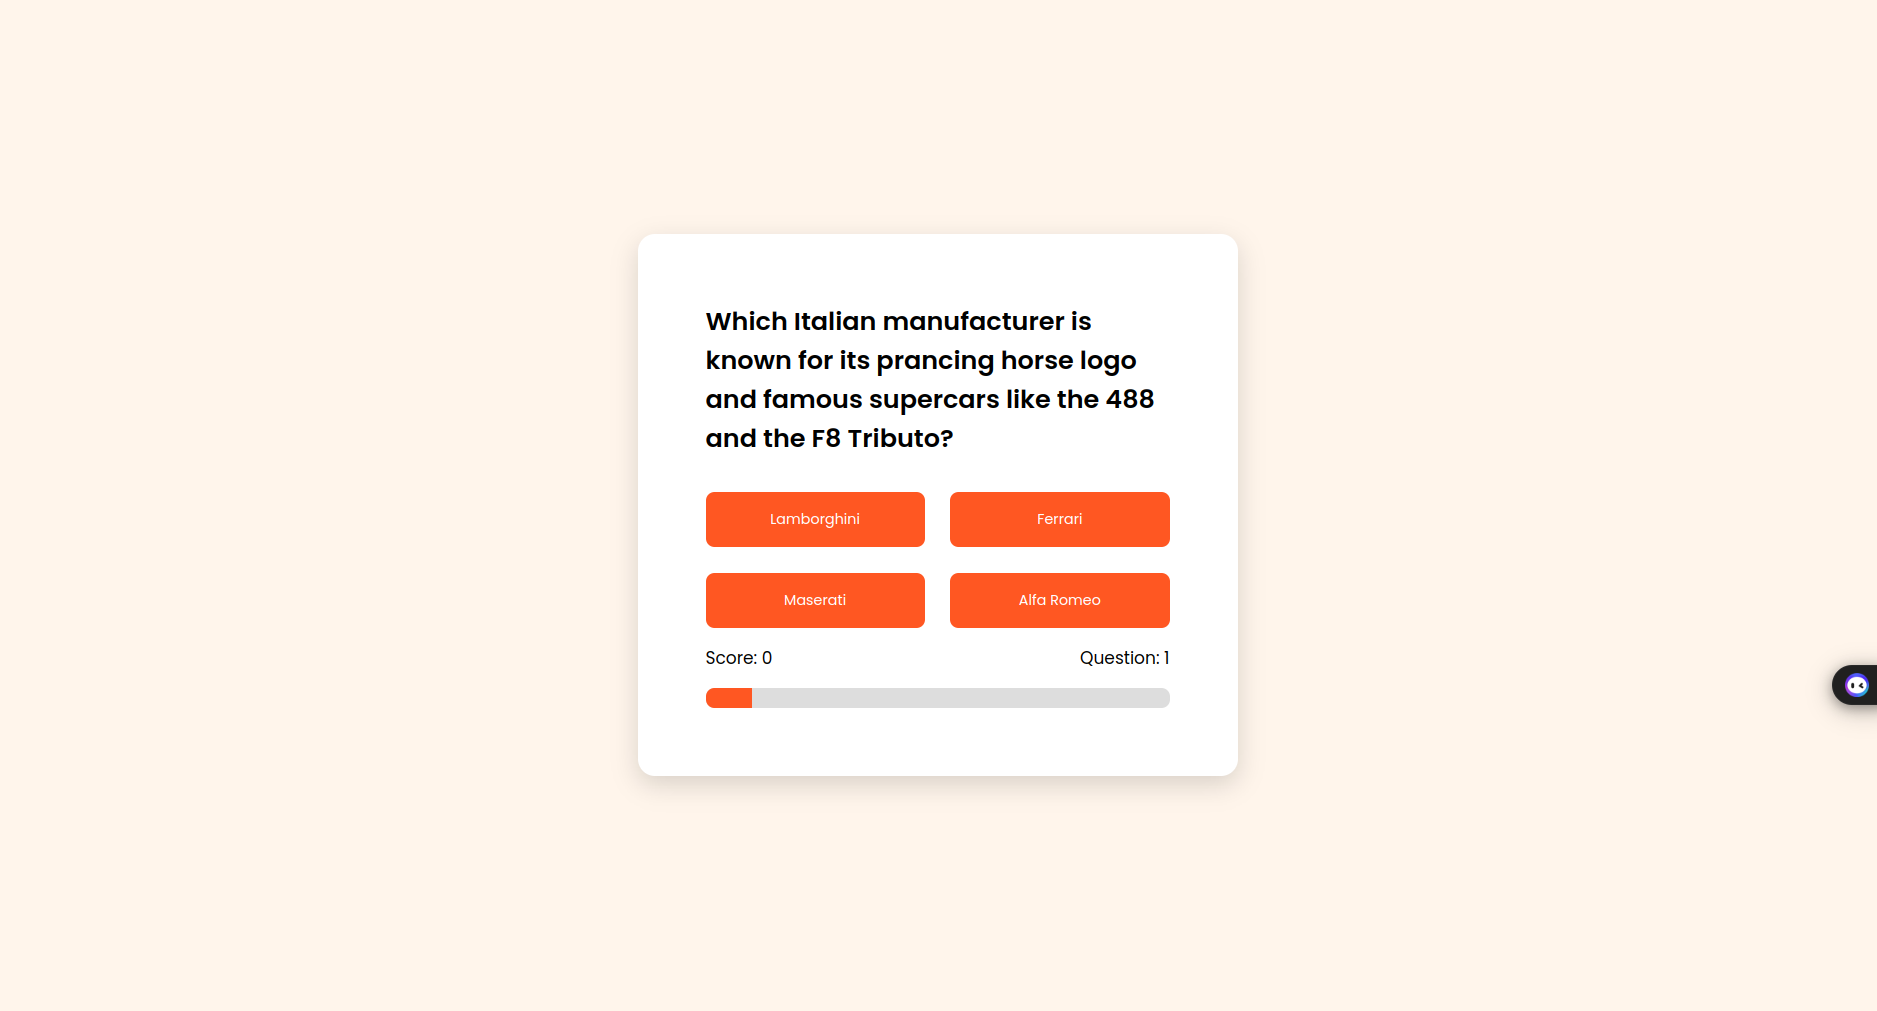 Which Italian manufacturer is
known for its prancing horse logo
and famous supercars like the 488
and the F8 Tributo?
Lamborghini
Ferrari
Maserati
Alfa Romeo
Score: 0
Question: 1